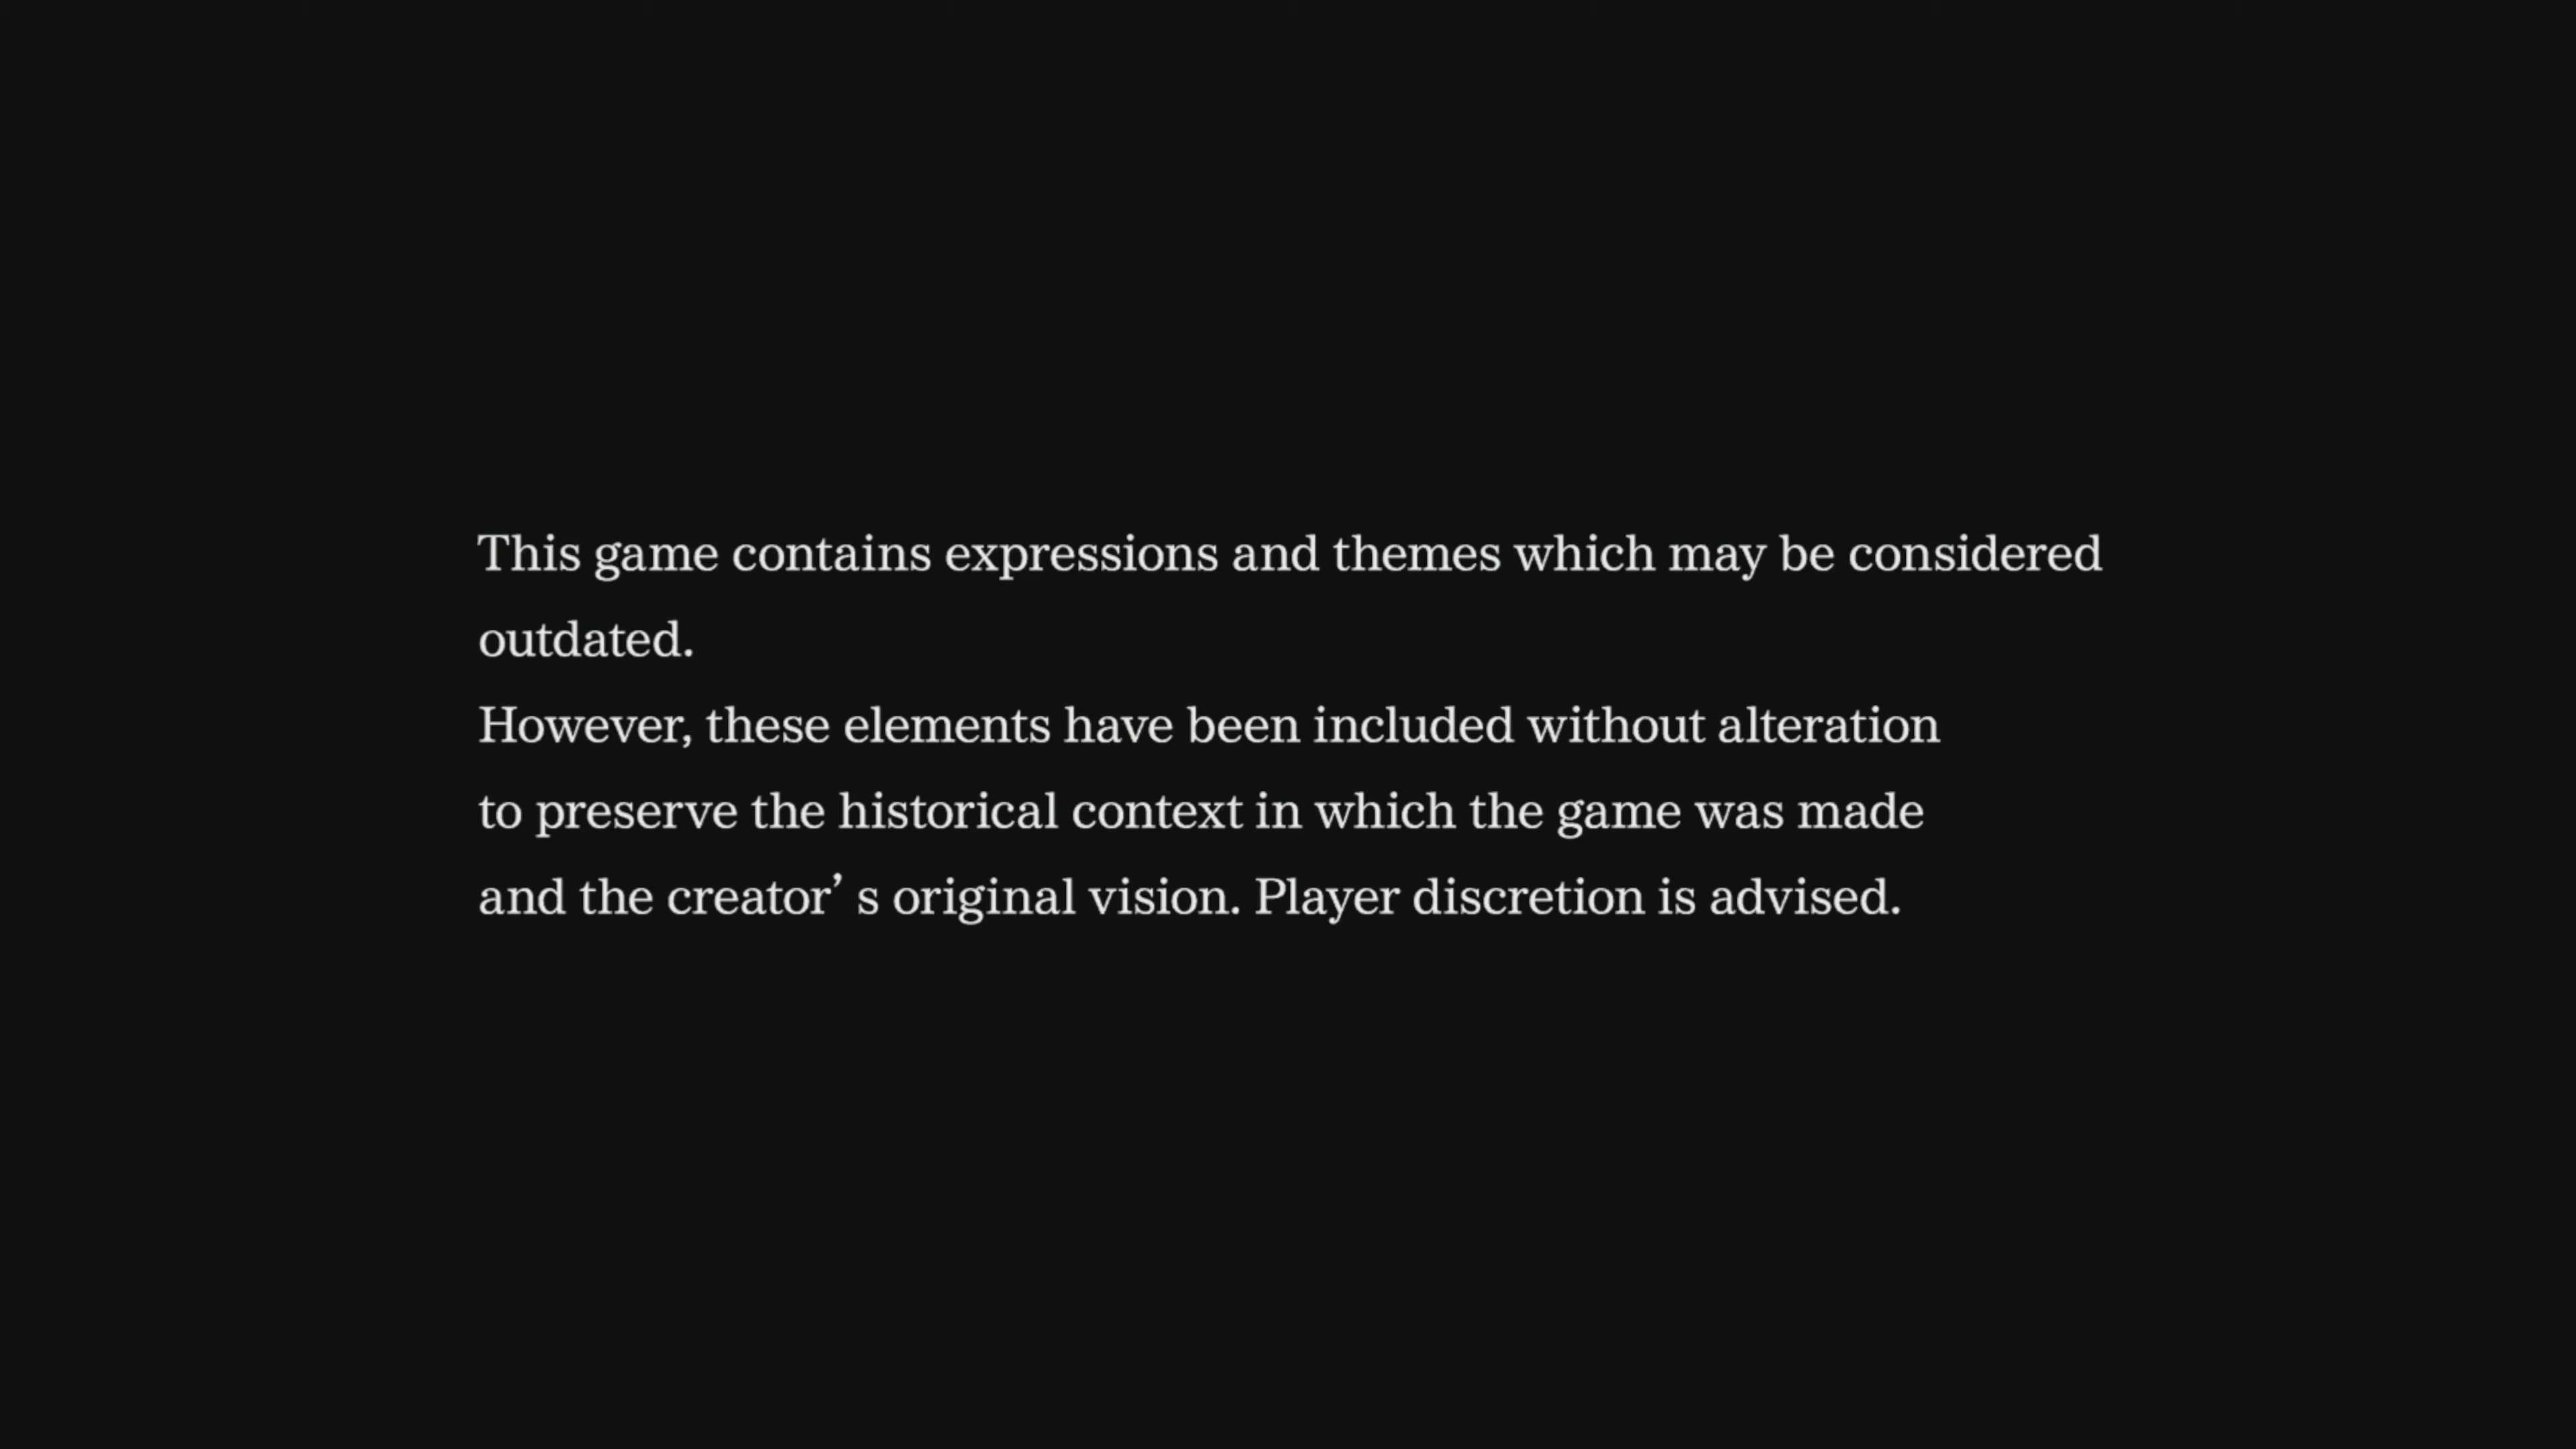 This game contains expressions and themes which may be considered
outdated.
However, these elements have been included without alteration
to preserve the historical context in which the game was made
and the creator’ s original vision. Player discretion is advised.